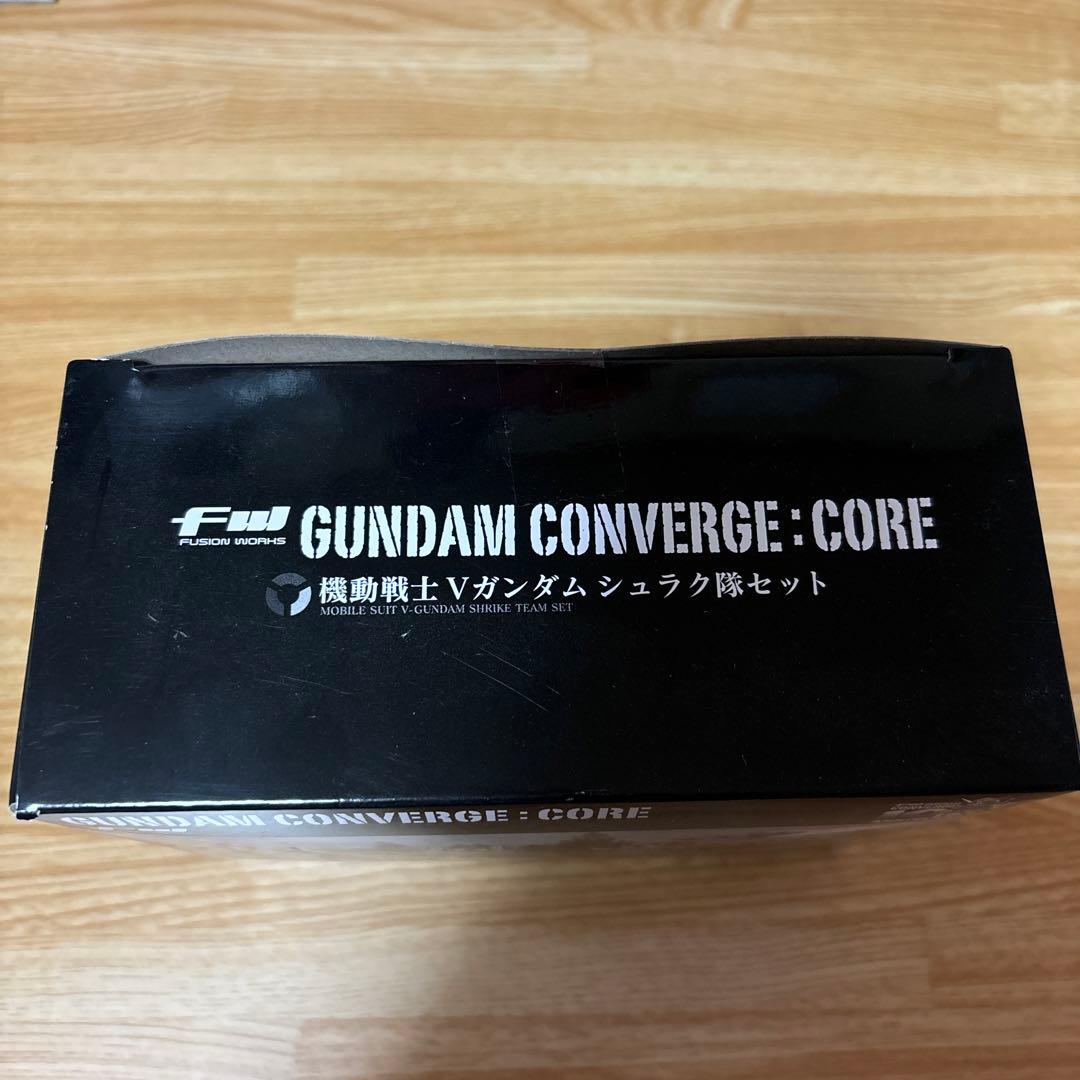 FW GUNDAM CONVERGE:CORE
FUSION WORKS
機動戦士Vガンダム シュラク隊セット
MOBILE SUIT V-GUNDAM SHRIKE TEAM SET
GUNDAM CONVERGE:CORE